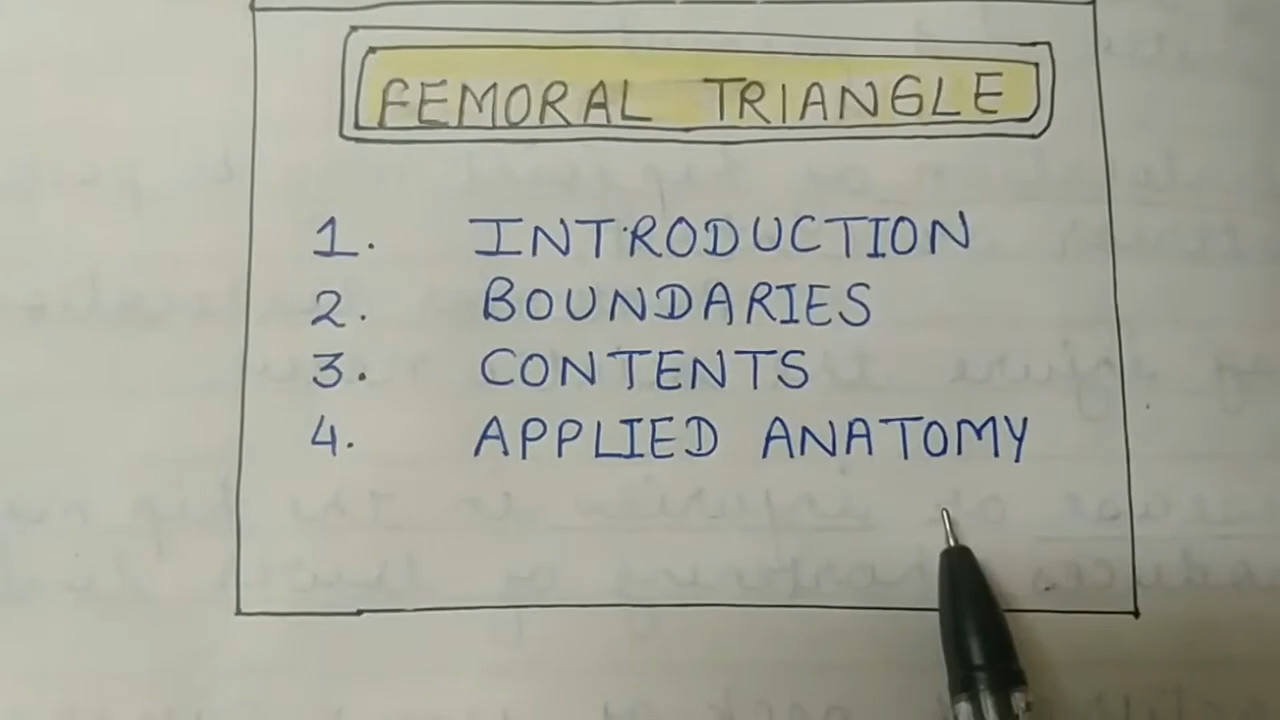 FEMORAL TRIANGLE
1. INTRODUCTION
2. BOUNDARIES
3. CONTENTS
4. APPLIED ANATOMY